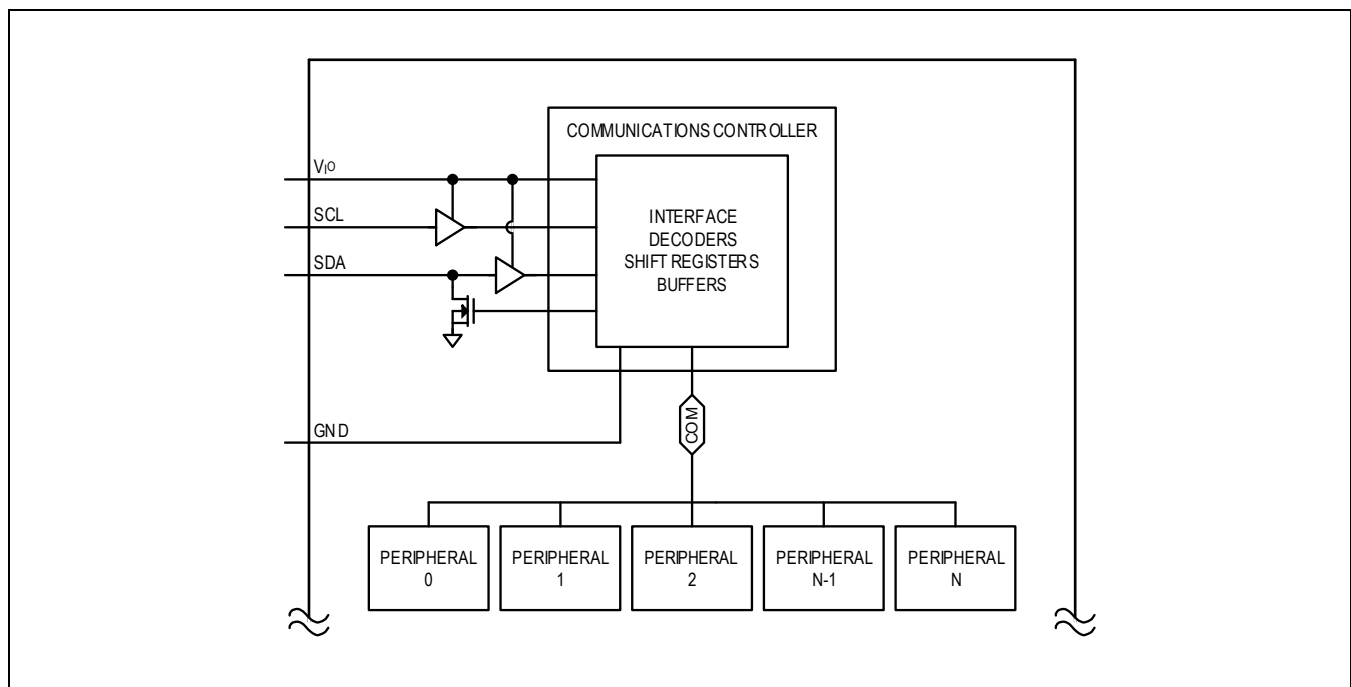 COMMUNICATIONS CONTROLLER
VIO
SCL
SDA
INTERFACE
DECODERS
SHIFT REGISTERS
BUFFERS
GND
COM
PERIPHERAL
0
PERIPHERAL
1
PERIPHERAL
2
PERIPHERAL
N-1
PERIPHERAL
N